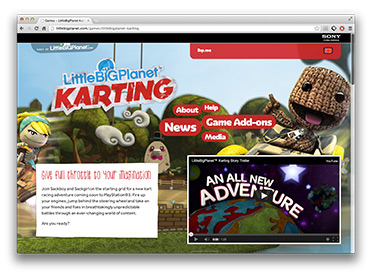 Games – LittleBigPlanet
littlebigplanet.com/games/littlebigplanet-karting
SONY
LittleBIGPlanet.com
lbp.me
LittleBIGPlanet
KARTING
About
Help
News
Game Add-ons
Media
Give full throttle to your imagination
Join Sackboy and Sackgirl on the starting grid for a new kart
racing adventure coming soon to PlayStation®3. Fire up
your engines, jump behind the steering wheel and take on
your friends and foes in breathtakingly unpredictable
battles through an ever-changing world of content.
Are you ready?
LittleBigPlanet™ Karting Story Trailer
YouTube
AN ALL NEW
ADVENTURE